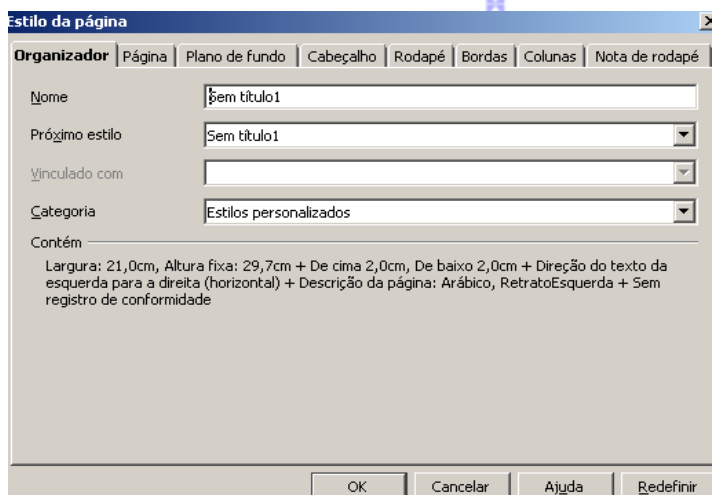 Estilo da página
Organizador Página Plano de fundo Cabeçalho Rodapé Bordas Colunas Nota de rodapé
Nome Sem título1
Próximo estilo Sem título1
Vinculado com
Categoria Estilos personalizados
Contém
Largura: 21,0cm, Altura fixa: 29,7cm + De cima 2,0cm, De baixo 2,0cm + Direção do texto da
esquerda para a direita (horizontal) + Descrição da página: Arábico, RetratoEsquerda + Sem
registro de conformidade
OK Cancelar Ajuda Redefinir